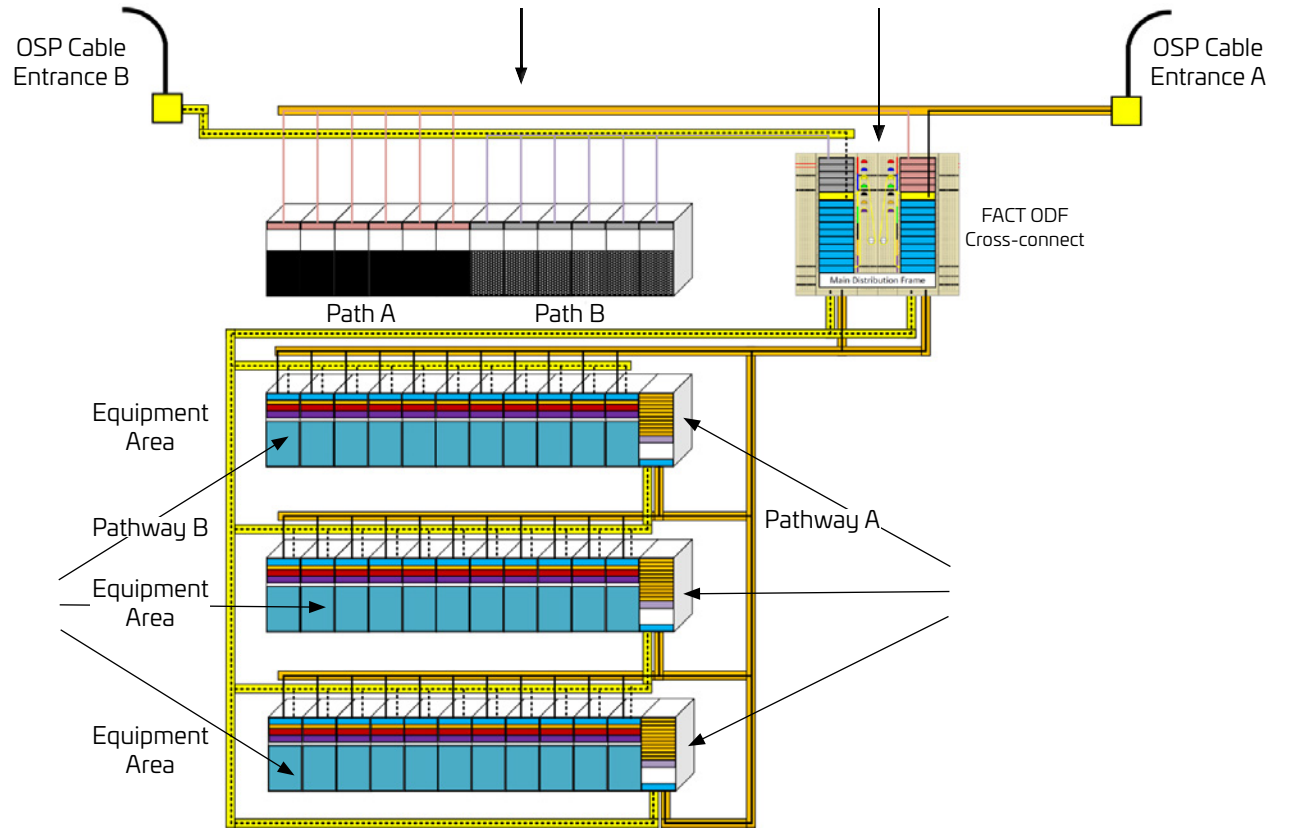 OSP Cable
Entrance B
OSP Cable
Entrance A
FACT ODF
Cross-connect
Main Distribution Frame
Path A
Path B
Equipment
Area
Pathway B
Pathway A
Equipment
Area
Equipment
Area